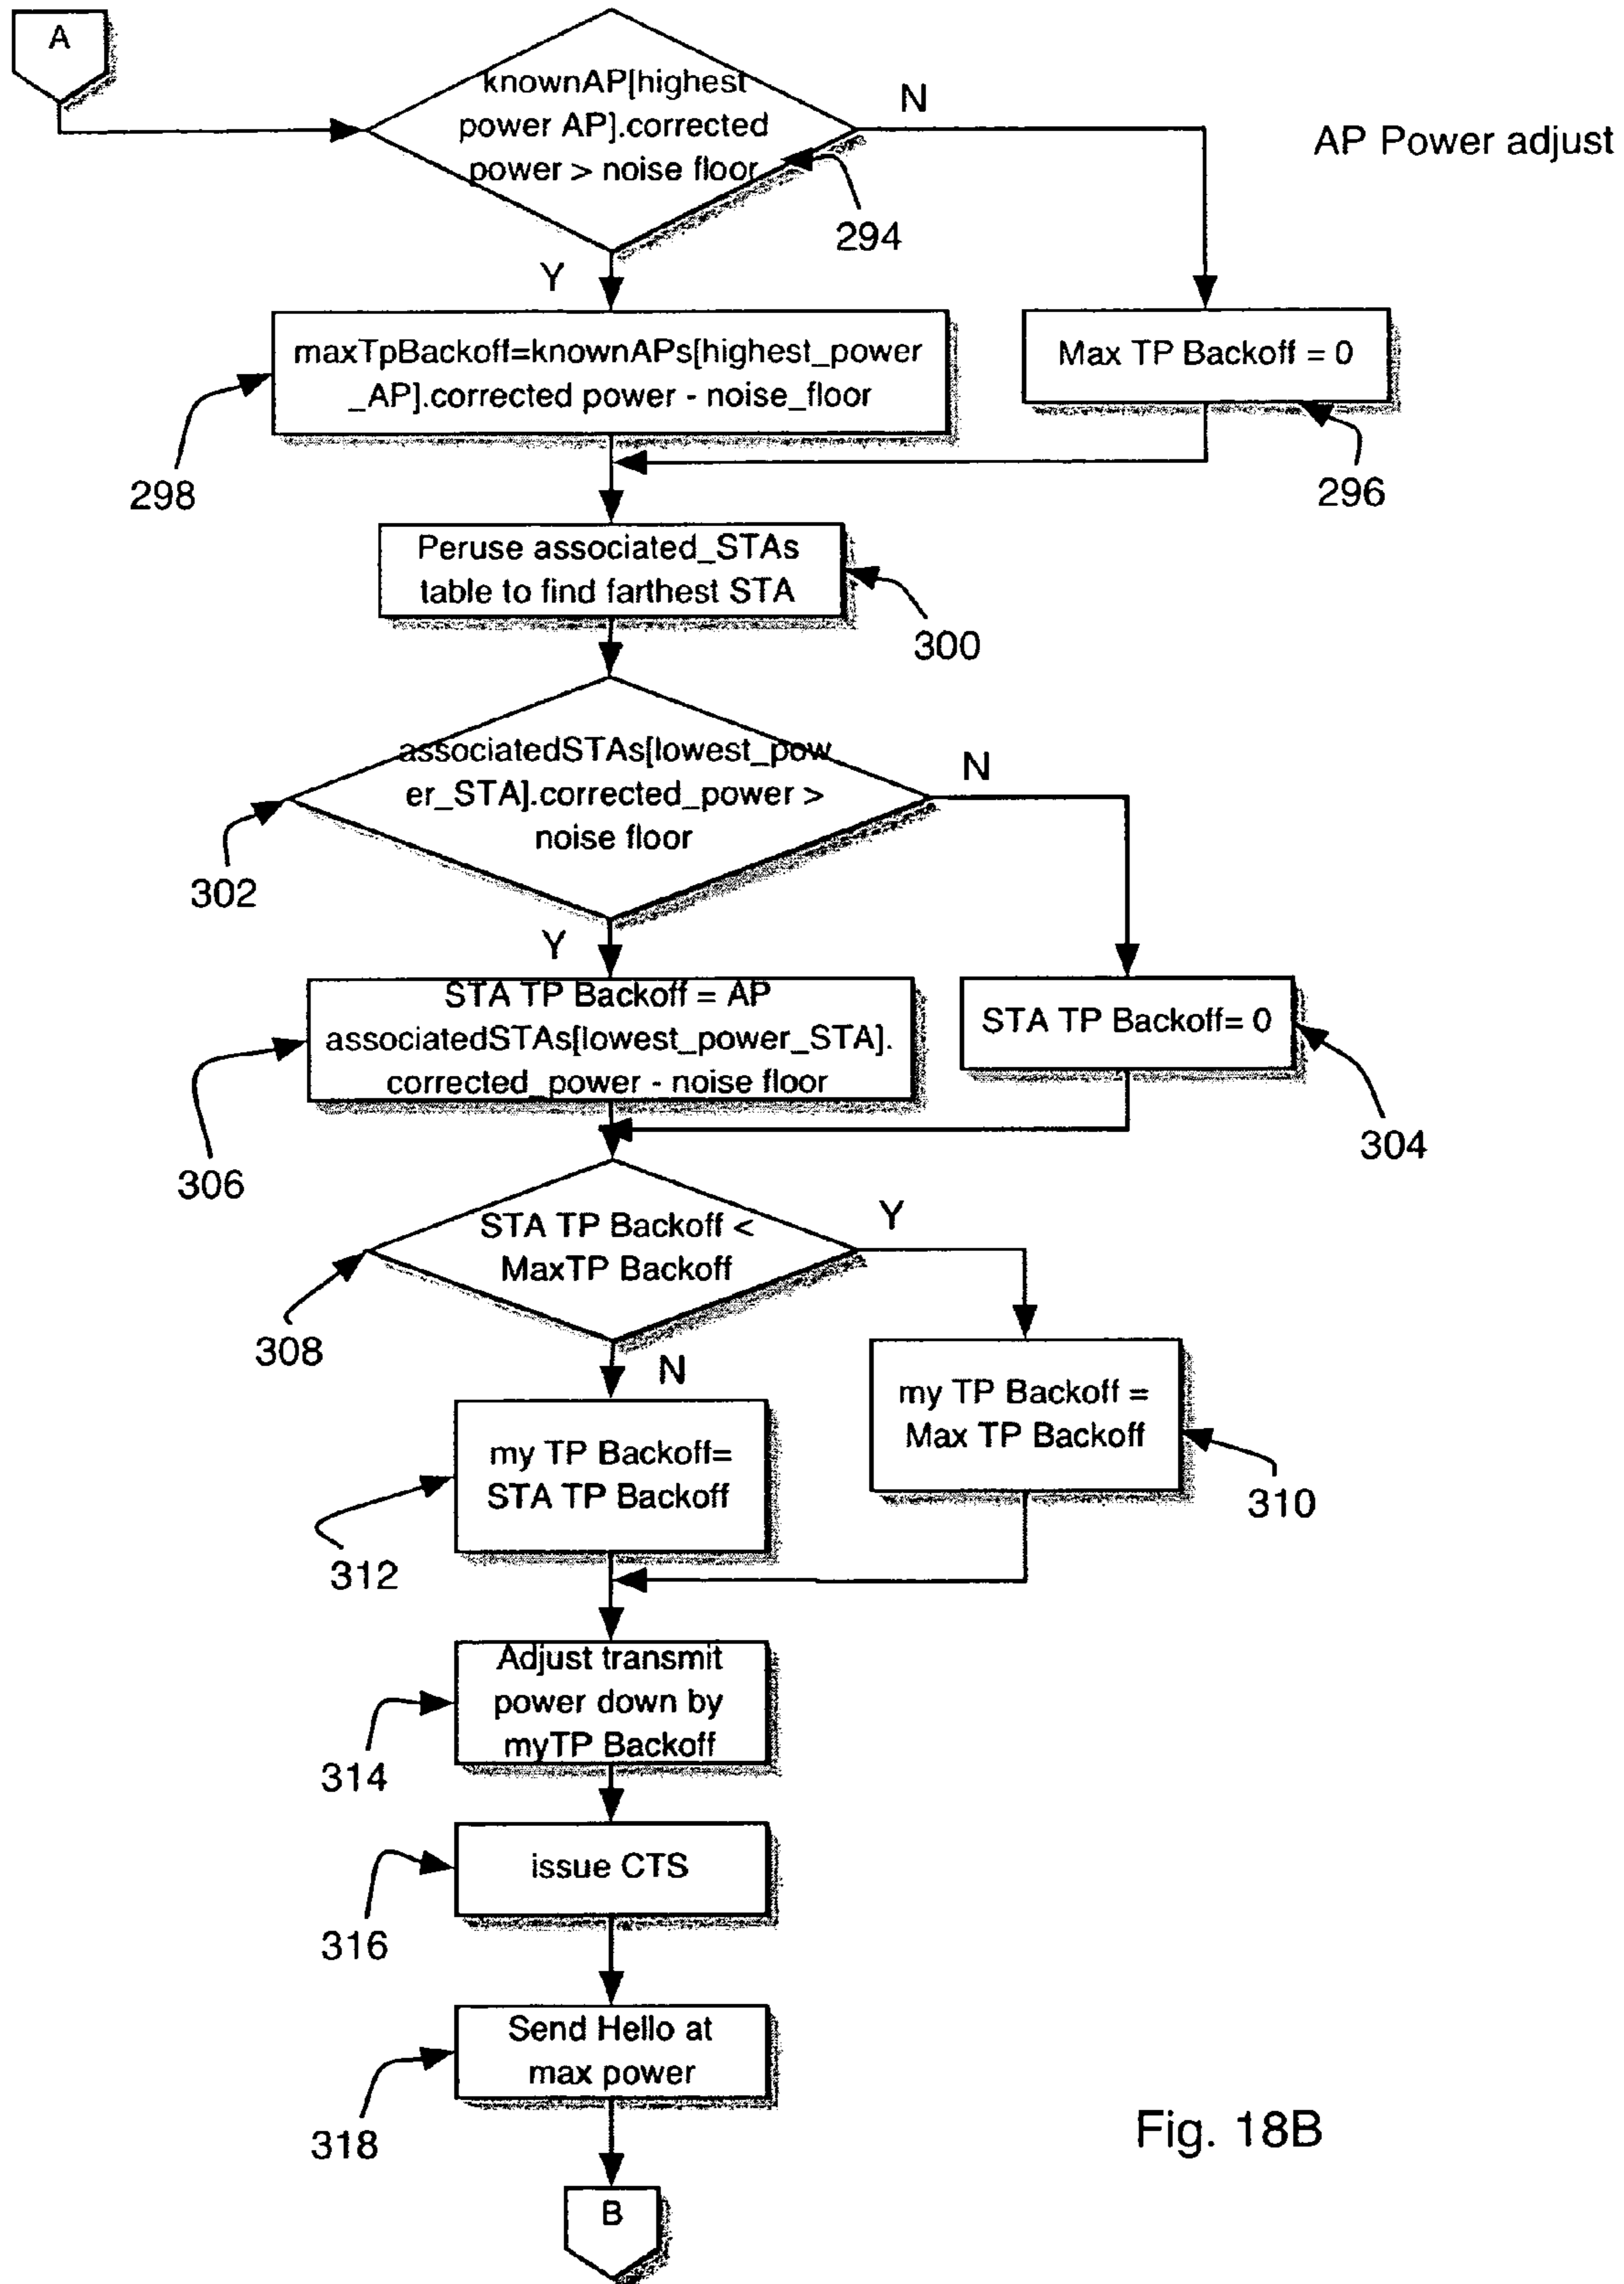 A
knownAP[highest
power AP].corrected
power > noise floor
N
AP Power adjust
294
Y
maxTpBackoff=knownAPs[highest_power
_AP].corrected power - noise_floor
Max TP Backoff = 0
298
296
Peruse associated_STAs
table to find farthest STA
300
associatedSTAs[lowest_pow
er_STA].corrected_power >
noise floor
N
302
Y
STA TP Backoff = AP
associatedSTAs[lowest_power_STA].
corrected_power - noise floor
STA TP Backoff= 0
304
306
STA TP Backoff <
MaxTP Backoff
Y
308
N
my TP Backoff =
Max TP Backoff
my TP Backoff=
STA TP Backoff
310
312
Adjust transmit
power down by
myTP Backoff
314
issue CTS
316
Send Hello at
max power
318
Fig. 18B
B